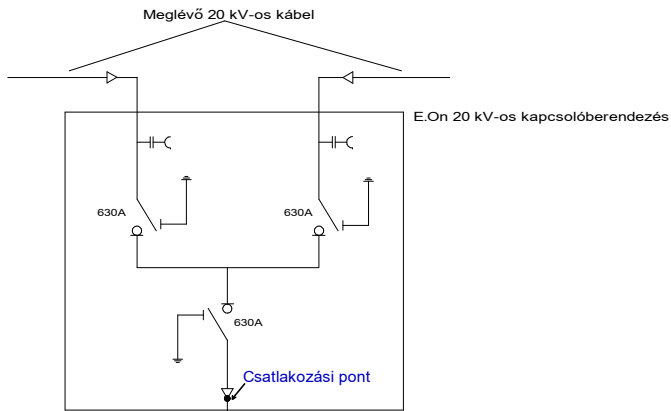 Meglévő 20 kV-os kábel
E.On 20 kV-os kapcsolóberendezés
630A
630A
630A
Csatlakozási pont